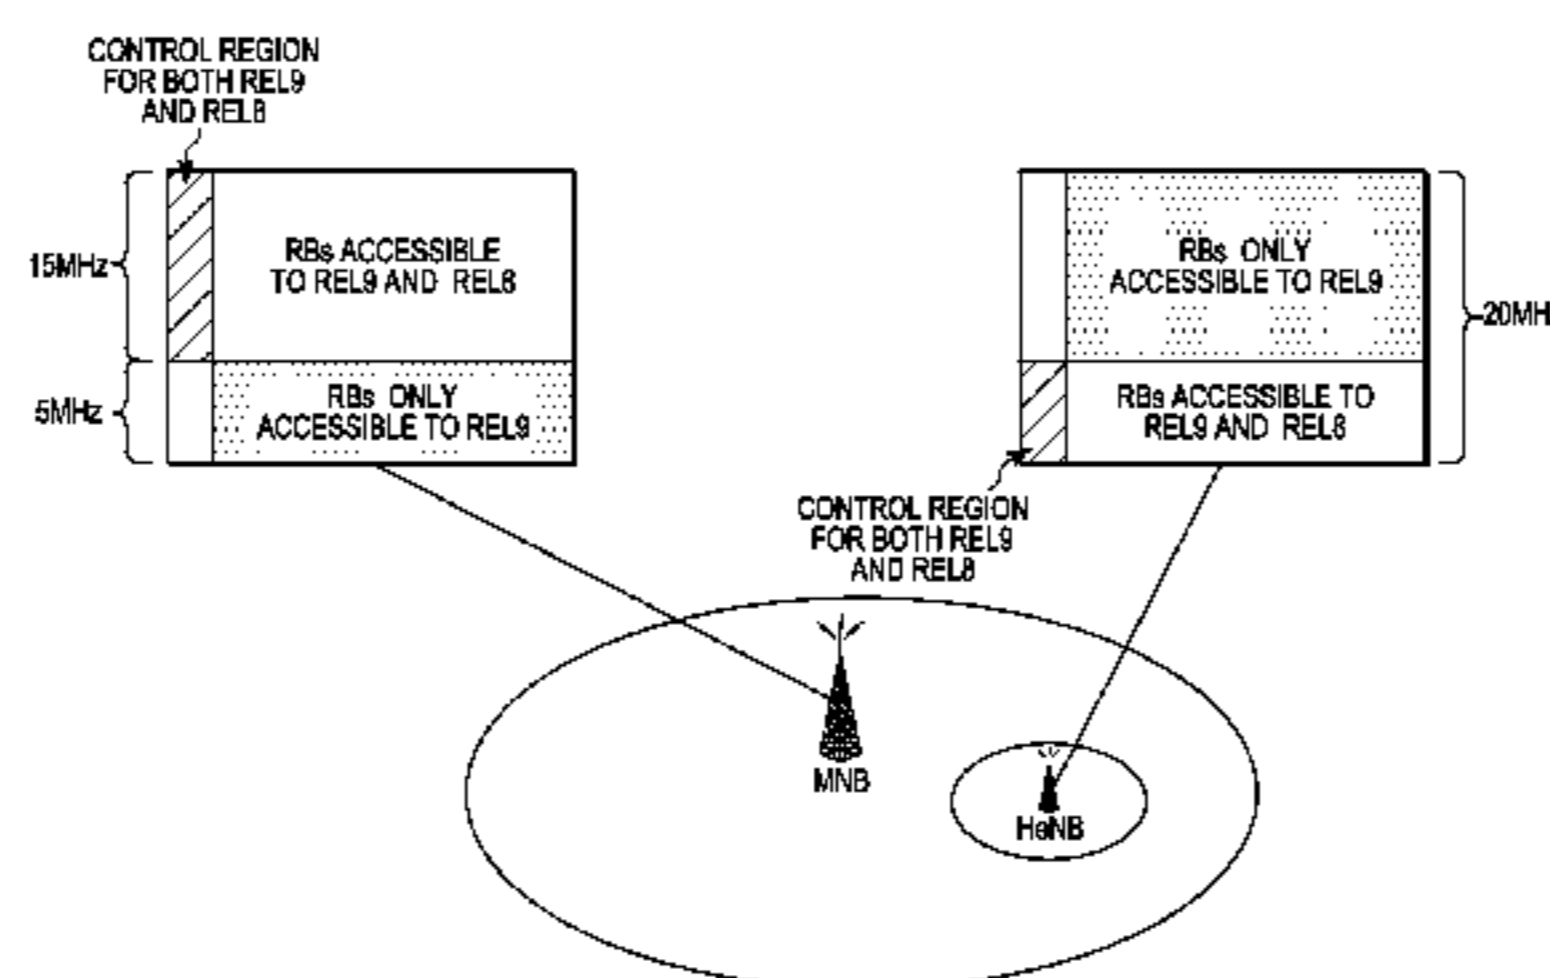 CONTROL REGION
FOR BOTH REL9
AND REL8
15MHz
RBs ACCESSIBLE
TO REL9 AND REL8
5MHz
RBs ONLY
ACCESSIBLE TO REL9
RBs ONLY
ACCESSIBLE TO REL9
20MH
RBs ACCESSIBLE TO
REL9 AND REL8
CONTROL REGION
FOR BOTH REL9
AND REL8
MNB
HeNB